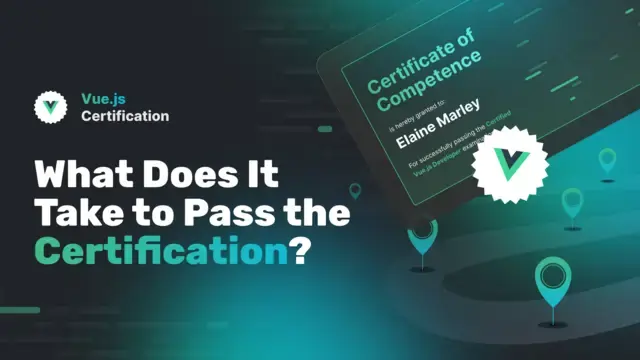 Vue.js
Certification
What Does It
Take to Pass the
Certification?
Certificate of
Competence
is hereby granted to:
Elaine Marley
For successfully passing the Certified
Vue.js Developer